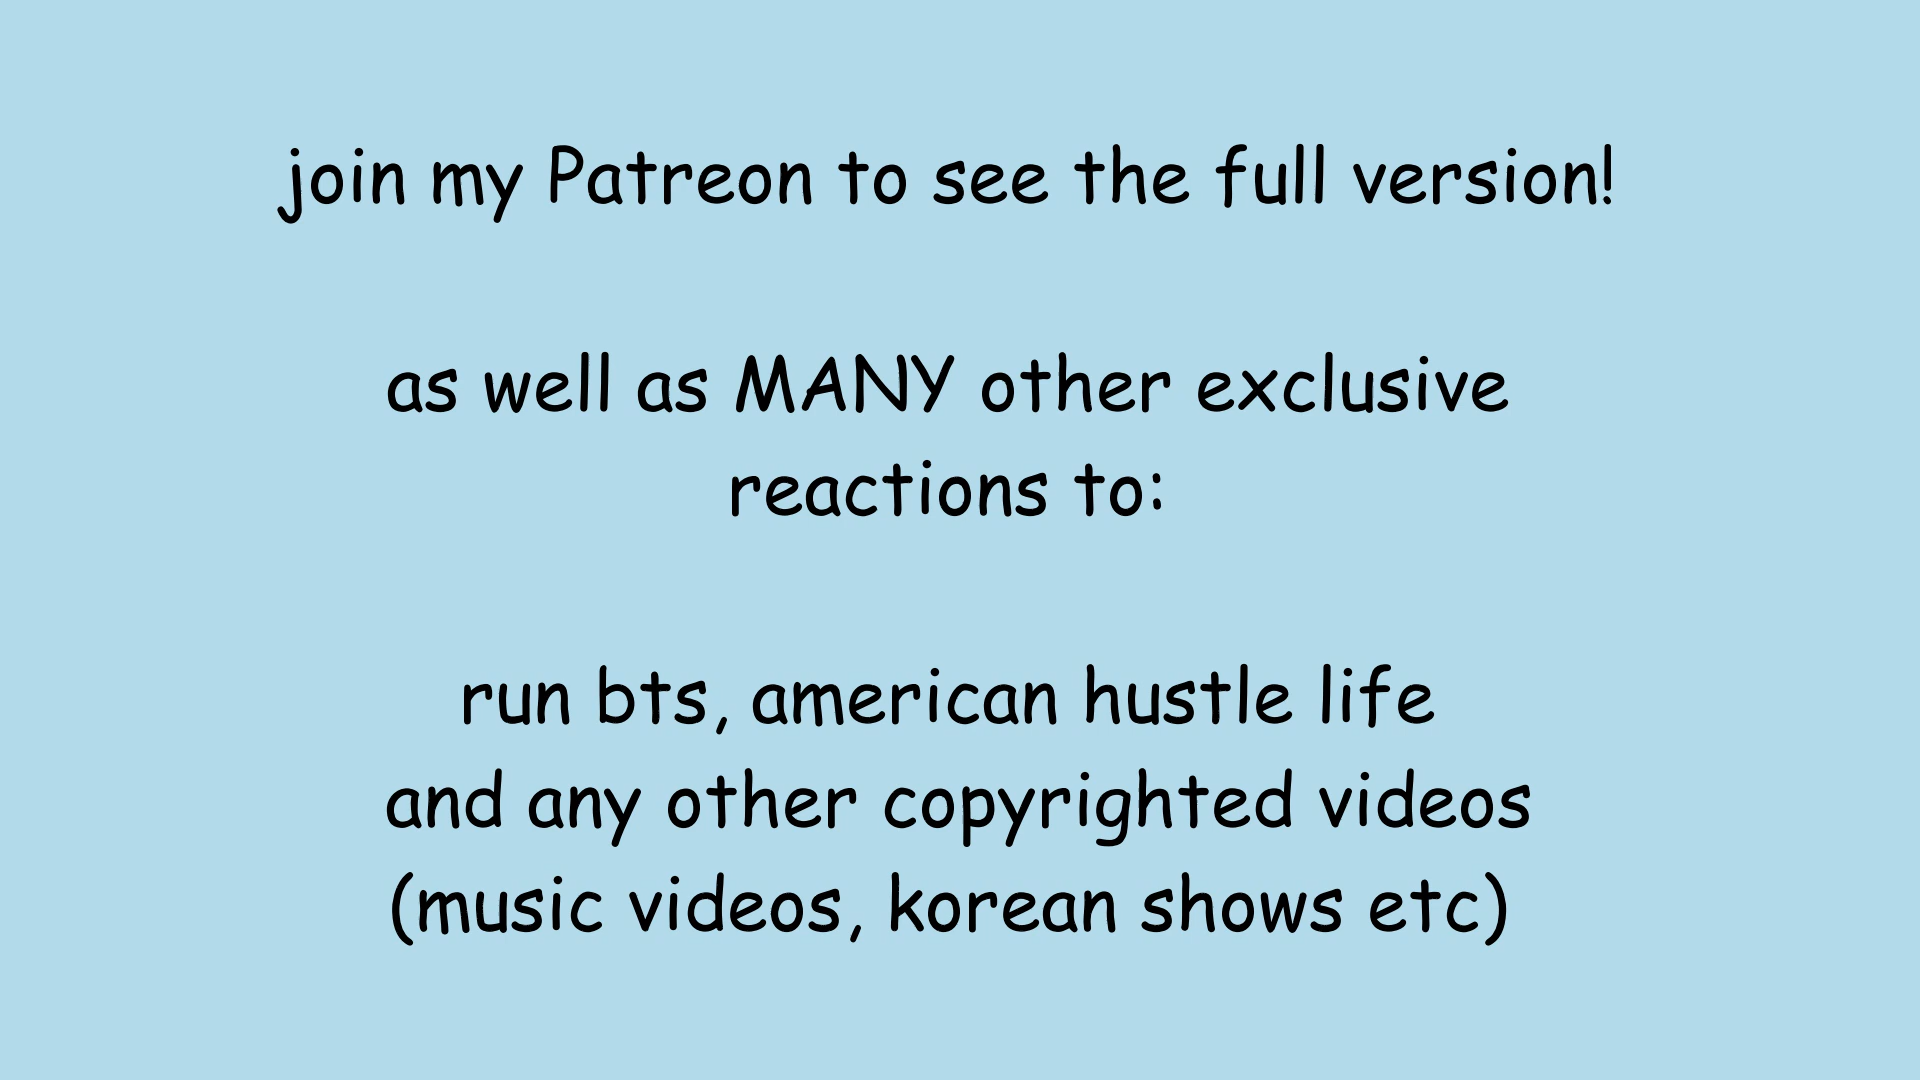 join my Patreon to see the full version!
as well as MANY other exclusive
reactions to:
run bts, american hustle life
and any other copyrighted videos
(music videos, korean shows etc)